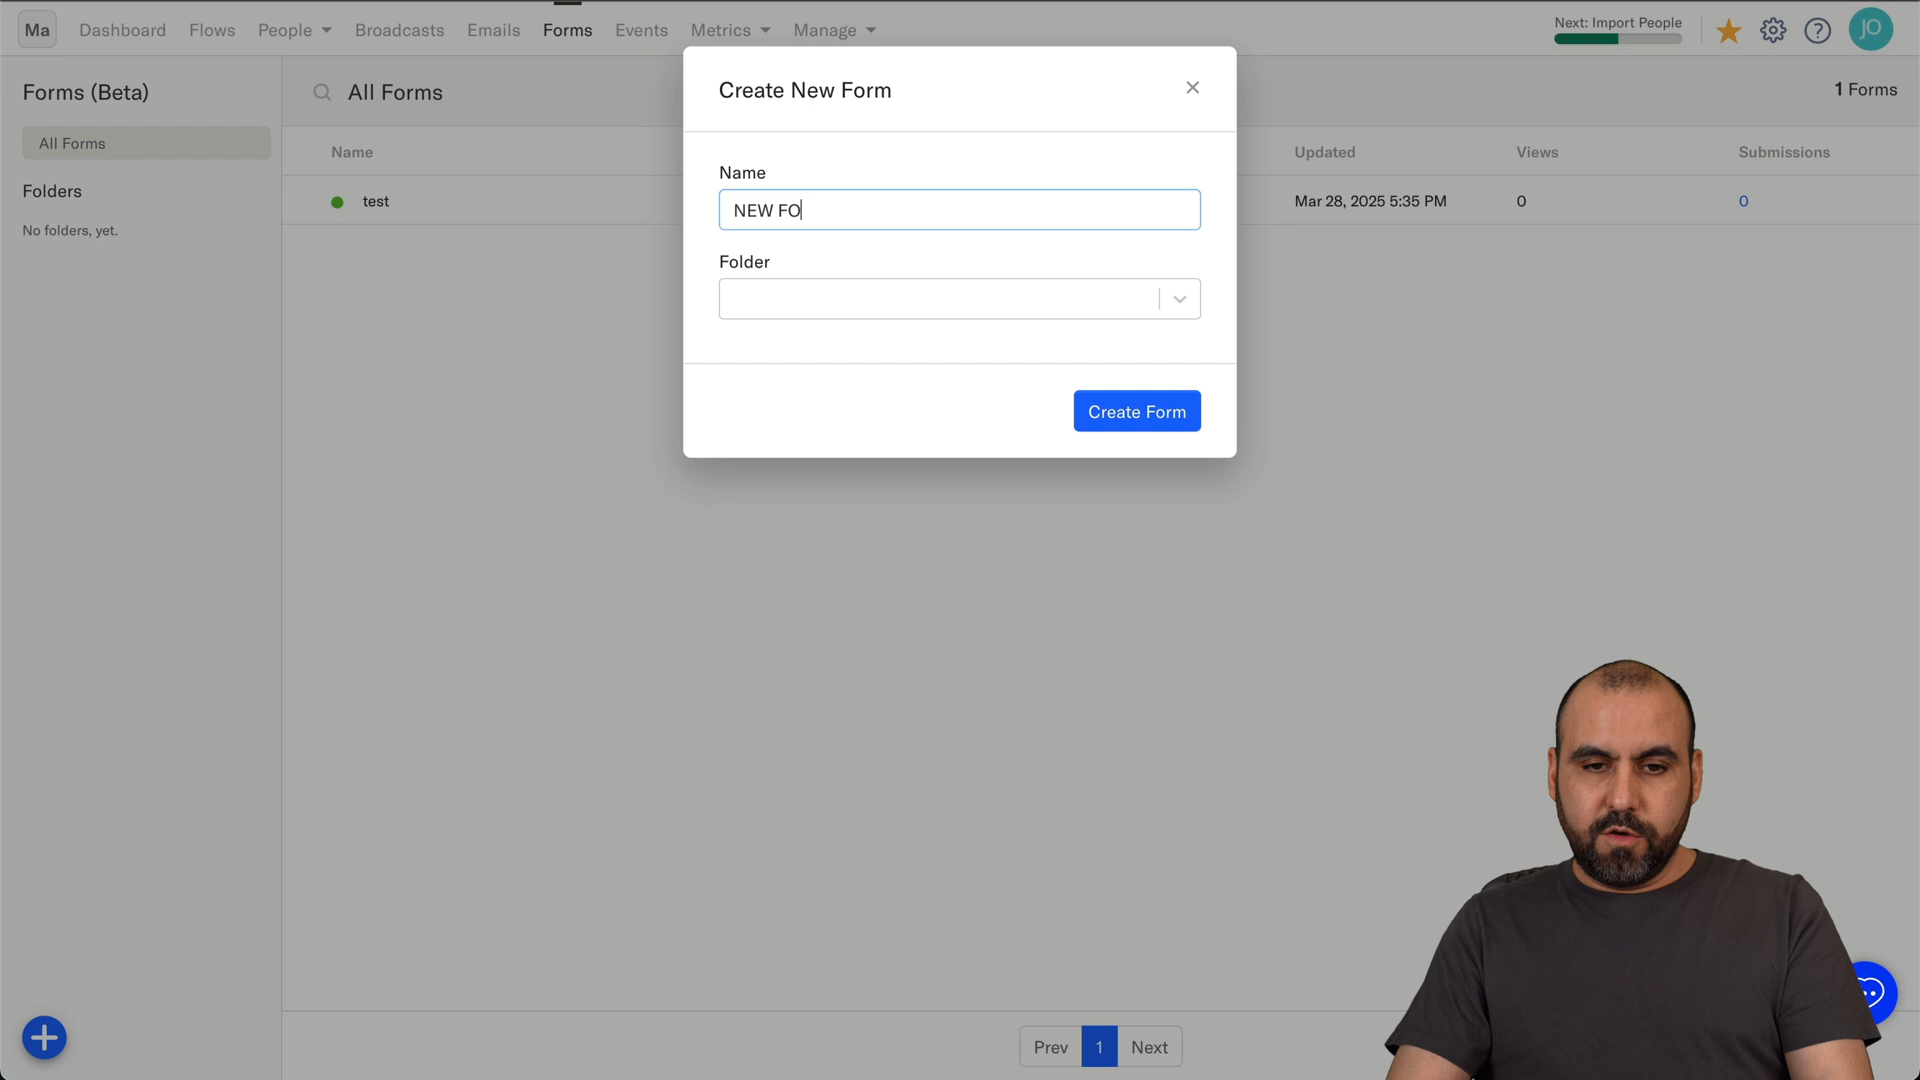 Ma Dashboard Flows People Broadcasts Emails Forms Events Metrics Manage Next: Import People JO
Forms (Beta)
All Forms
Folders
No folders, yet.
All Forms
1 Forms
Name Updated Views Submissions
test Mar 28, 2025 5:35 PM 0 0
Create New Form
Name
NEW FO
Folder
Create Form
Prev 1 Next